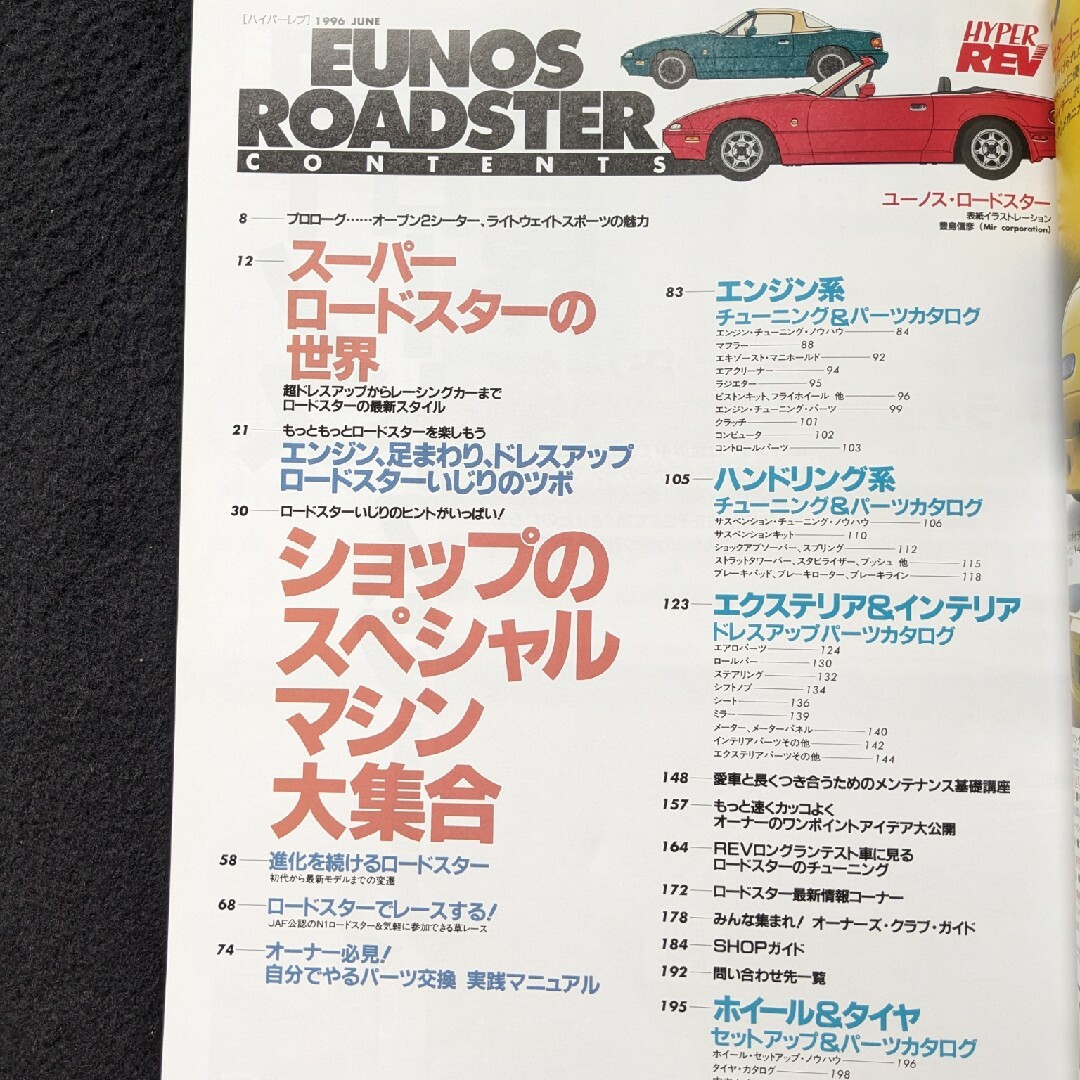 [ハイパーレブ] 1996 JUNE
EUNOS
ROADSTER
CONTENTS
HYPER
REV
ユーノス・ロードスター
表紙イラストレーション
豊島信彦 (Mir corporation)
8 プロローグ……オープン2シーター、ライトウェイトスポーツの魅力
12 スーパー
ロードスターの
世界
超ドレスアップからレーシングカーまで
ロードスターの最新スタイル
21 もっともっとロードスターを楽しもう
エンジン、足まわり、ドレスアップ
ロードスターいじりのツボ
30 ロードスターいじりのヒントがいっぱい!
ショップの
スペシャル
マシン
大集合
58 進化を続けるロードスター
初代から最新モデルまでの変遷
68 ロードスターでレースする!
JAF公認のN1ロードスター&気軽に参加できる草レース
74 オーナー必見!
自分でやるパーツ交換 実践マニュアル
83 エンジン系
チューニング&パーツカタログ
エンジン・チューニング・ノウハウ 84
マフラー 88
エキゾースト・マニホールド 92
エアクリーナー 94
ラジエター 95
ピストンキット、フライホイール 他 96
エンジン・チューニング・パーツ 99
クラッチ 101
コンピュータ 102
コントロールパーツ 103
105 ハンドリング系
チューニング&パーツカタログ
サスペンション・チューニング・ノウハウ 106
サスペンションキット 110
ショックアブソーバー、スプリング 112
ストラットタワーバー、スタビライザー、ブッシュ 他 115
ブレーキパッド、ブレーキローター、ブレーキライン 118
123 エクステリア&インテリア
ドレスアップパーツカタログ
エアロパーツ 124
ロールバー 130
ステアリング 132
シフトノブ 134
シート 136
ミラー 139
メーター、メーターパネル 140
インテリアパーツその他 142
エクステリアパーツその他 144
148 愛車と長くつき合うためのメンテナンス基礎講座
157 もっと速くカッコよく
オーナーのワンポイントアイデア大公開
164 REVロングランテスト車に見る
ロードスターのチューニング
172 ロードスター最新情報コーナー
178 みんな集まれ! オーナーズ・クラブ・ガイド
184 SHOPガイド
192 問い合わせ先一覧
195 ホイール&タイヤ
セットアップ&パーツカタログ
ホイール・セットアップ・ノウハウ 196
タイヤ・カタログ 198